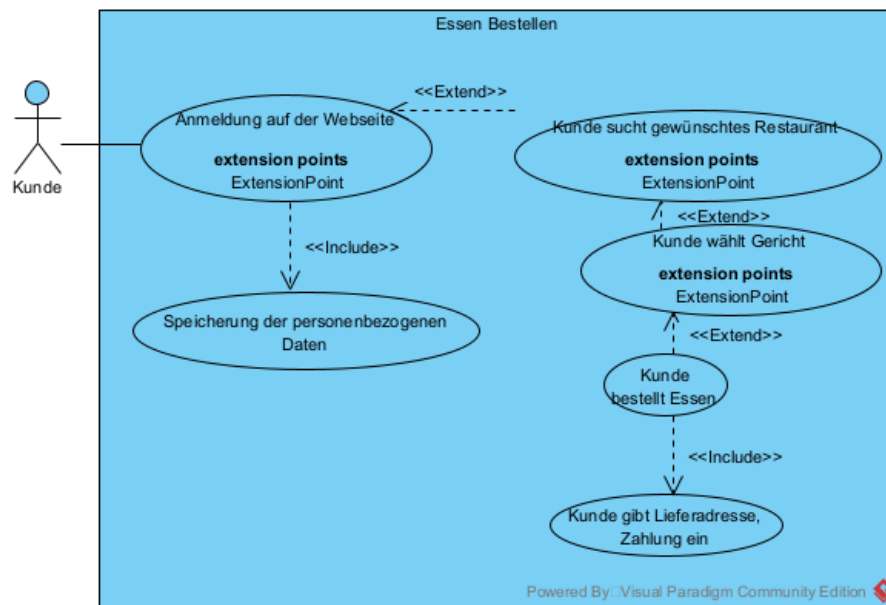 Essen Bestellen
<<Extend>>
Anmeldung auf der Webseite
extension points
ExtensionPoint
Kunde
<<Include>>
Speicherung der personenbezogenen
Daten
Kunde sucht gewünschtes Restaurant
extension points
ExtensionPoint
<<Extend>>
Kunde wählt Gericht
extension points
ExtensionPoint
<<Extend>>
Kunde
bestellt Essen
<<Include>>
Kunde gibt Lieferadresse,
Zahlung ein
Powered By Visual Paradigm Community Edition